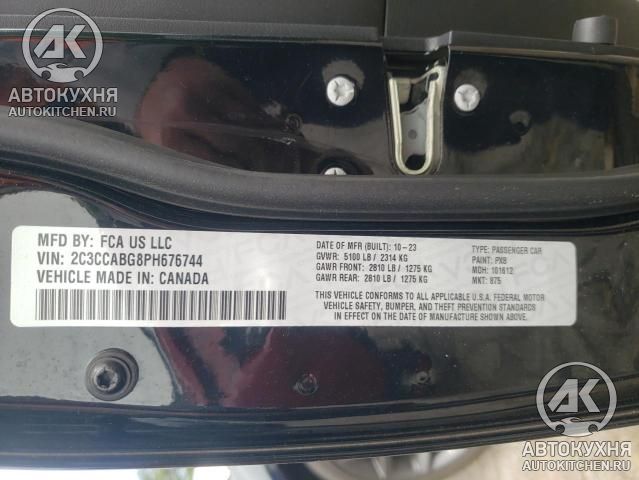 АК
АВТОКУХНЯ
AUTOKITCHEN.RU
MFD BY: FCA US LLC
VIN: 2C3CCABG8PH676744
VEHICLE MADE IN: CANADA
DATE OF MFR (BUILT): 10-23
GVWR: 5100 LB / 2314 KG
GAWR FRONT: 2810 LB / 1275 KG
GAWR REAR: 2810 LB / 1275 KG
TYPE: PASSENGER CAR
PAINT: PX8
MDH: 101612
MKT: 875
THIS VEHICLE CONFORMS TO ALL APPLICABLE U.S.A. FEDERAL MOTOR
VEHICLE SAFETY, BUMPER, AND THEFT PREVENTION STANDARDS
IN EFFECT ON THE DATE OF MANUFACTURE SHOWN ABOVE.
АК
АВТОКУХНЯ
AUTOKITCHEN.RU